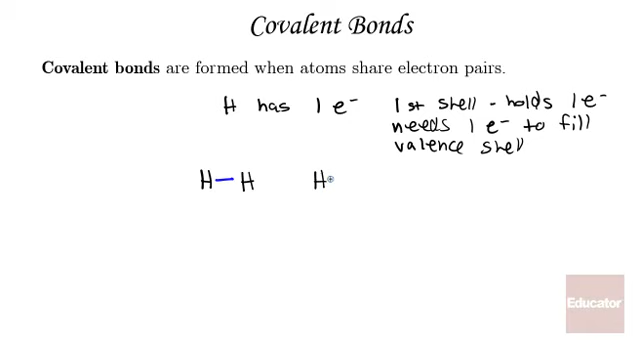 Covalent Bonds
Covalent bonds are formed when atoms share electron pairs.
H has 1 e⁻ 1st shell - holds 1e⁻
needs 1 e⁻ to fill
valence shell
H—H H
Educator